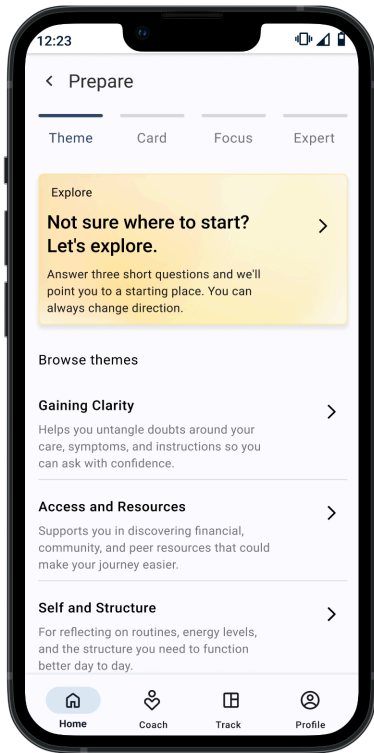 12:23
Prepare
Theme Card Focus Expert
Explore
Not sure where to start?
Let's explore.
Answer three short questions and we'll
point you to a starting place. You can
always change direction.
Browse themes
Gaining Clarity
Helps you untangle doubts around your
care, symptoms, and instructions so you
can ask with confidence.
Access and Resources
Supports you in discovering financial,
community, and peer resources that could
make your journey easier.
Self and Structure
For reflecting on routines, energy levels,
and the structure you need to function
better day to day.
Home Coach Track Profile